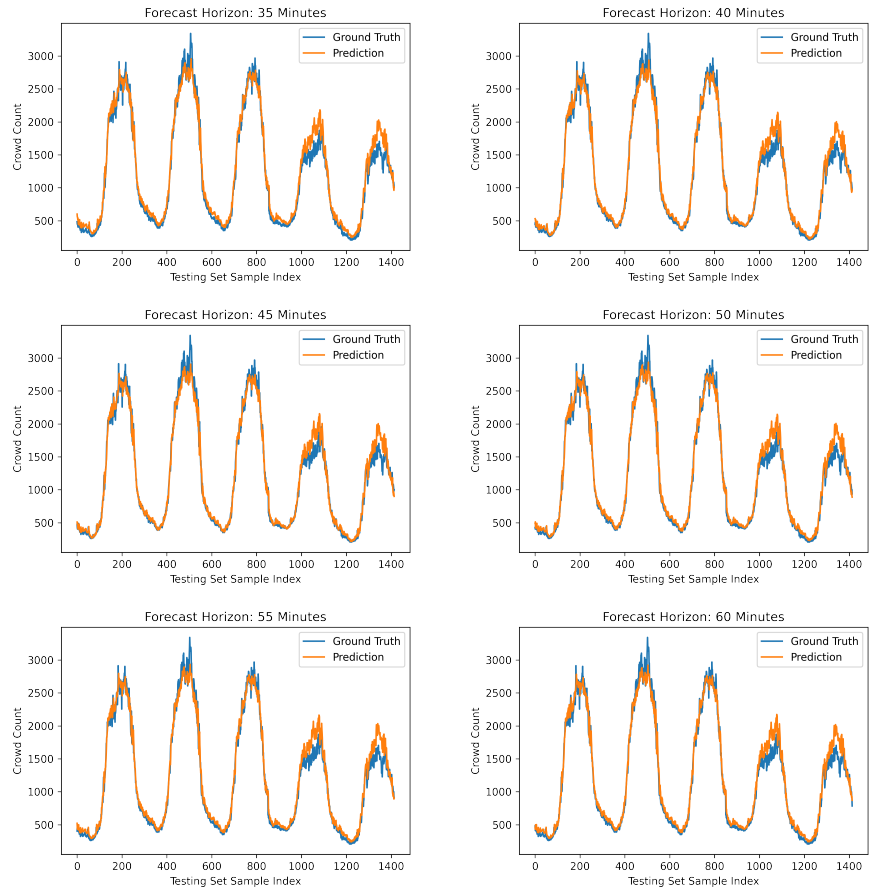 Forecast Horizon: 35 Minutes
Crowd Count
3000
2500
2000
1500
1000
500
Ground Truth
Prediction
0 200 400 600 800 1000 1200 1400
Testing Set Sample Index
Forecast Horizon: 40 Minutes
Crowd Count
3000
2500
2000
1500
1000
500
Ground Truth
Prediction
0 200 400 600 800 1000 1200 1400
Testing Set Sample Index
Forecast Horizon: 45 Minutes
Crowd Count
3000
2500
2000
1500
1000
500
Ground Truth
Prediction
0 200 400 600 800 1000 1200 1400
Testing Set Sample Index
Forecast Horizon: 50 Minutes
Crowd Count
3000
2500
2000
1500
1000
500
Ground Truth
Prediction
0 200 400 600 800 1000 1200 1400
Testing Set Sample Index
Forecast Horizon: 55 Minutes
Crowd Count
3000
2500
2000
1500
1000
500
Ground Truth
Prediction
0 200 400 600 800 1000 1200 1400
Testing Set Sample Index
Forecast Horizon: 60 Minutes
Crowd Count
3000
2500
2000
1500
1000
500
Ground Truth
Prediction
0 200 400 600 800 1000 1200 1400
Testing Set Sample Index